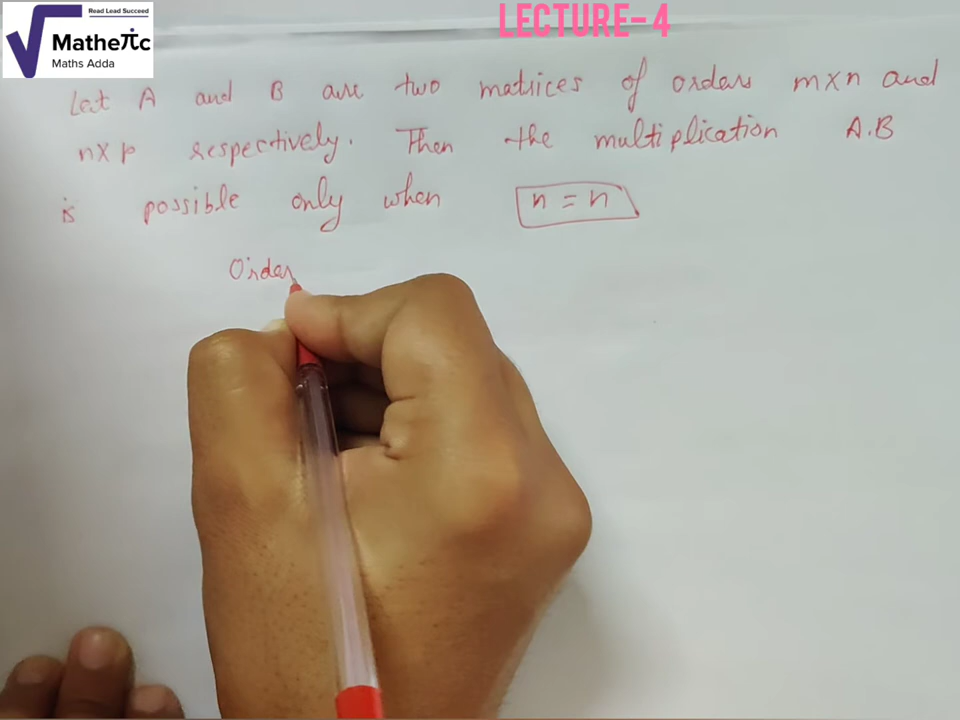 LECTURE-4
Read Lead Succeed
Matheπc
Maths Adda
Let A and B are two matrices of orders m×n and
n×p respectively. Then the multiplication A.B
is possible only when n = n
Order